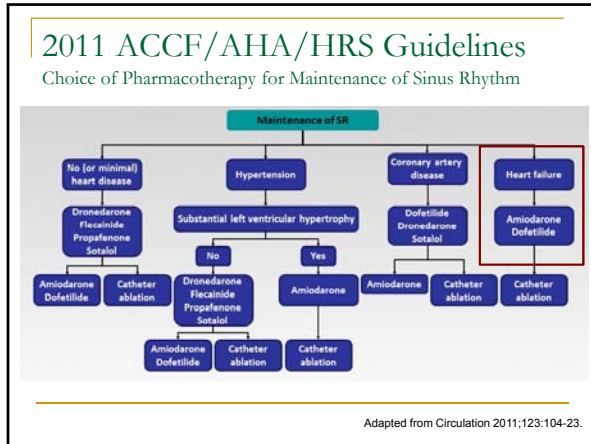 2011 ACCF/AHA/HRS Guidelines
Choice of Pharmacotherapy for Maintenance of Sinus Rhythm
Maintenance of SR
No (or minimal)
heart disease
Hypertension
Coronary artery
disease
Heart failure
Dronedarone
Flecainide
Propafenone
Sotalol
Substantial left ventricular hypertrophy
Dofetilide
Dronedarone
Sotalol
Amiodarone
Dofetilide
No
Yes
Amiodarone
Dofetilide
Catheter
ablation
Dronedarone
Flecainide
Propafenone
Sotalol
Amiodarone
Amiodarone
Catheter
ablation
Catheter
ablation
Amiodarone
Dofetilide
Catheter
ablation
Catheter
ablation
Adapted from Circulation 2011;123:104-23.